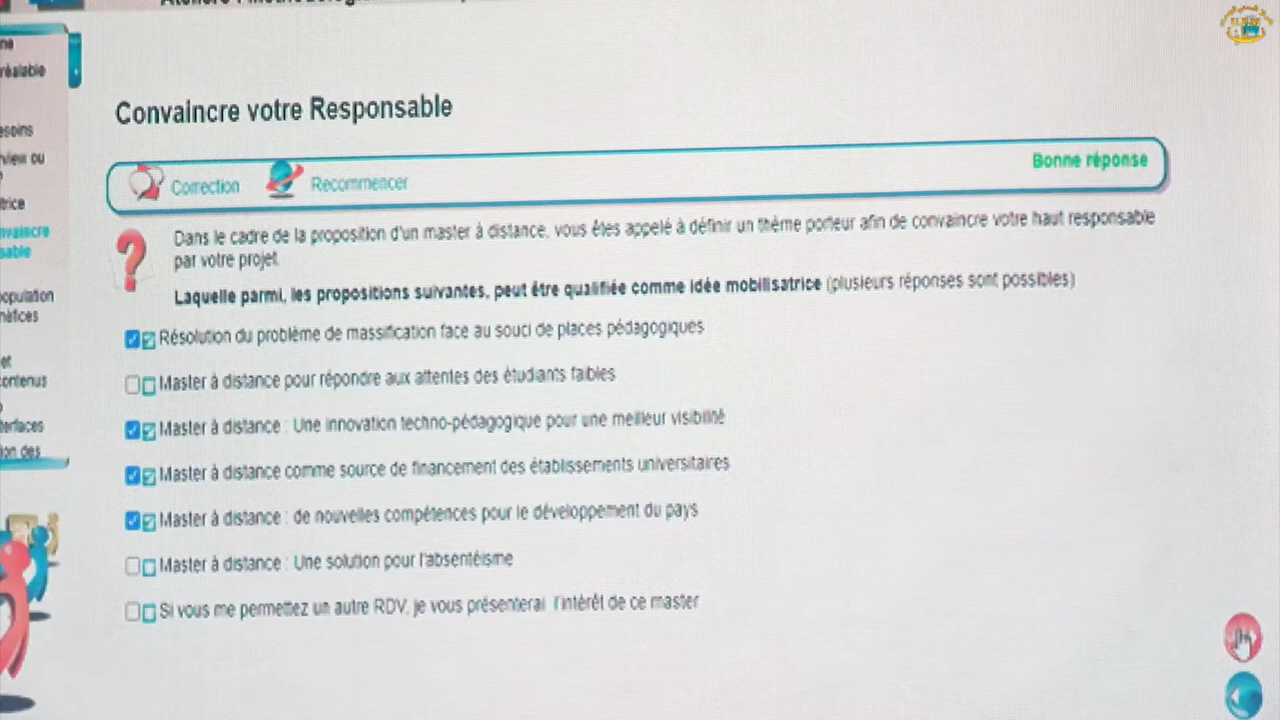 Convaincre votre Responsable
Correction
Recommencer
Bonne réponse
Dans le cadre de la proposition d'un master à distance, vous êtes appelé à définir un thème porteur afin de convaincre votre haut responsable
par votre projet
Laquelle parmi, les propositions suivantes, peut être qualifiée comme idée mobilisatrice (plusieurs réponses sont possibles)
Résolution du problème de massification face au souci de places pédagogiques
Master à distance pour répondre aux attentes des étudiants faibles
Master à distance : Une innovation techno-pédagogique pour une meilleur visibilité
Master à distance comme source de financement des établissements universitaires
Master à distance : de nouvelles compétences pour le développement du pays
Master à distance : Une solution pour l'absentéisme
Si vous me permettez un autre RDV, je vous présenterai l'intérêt de ce master